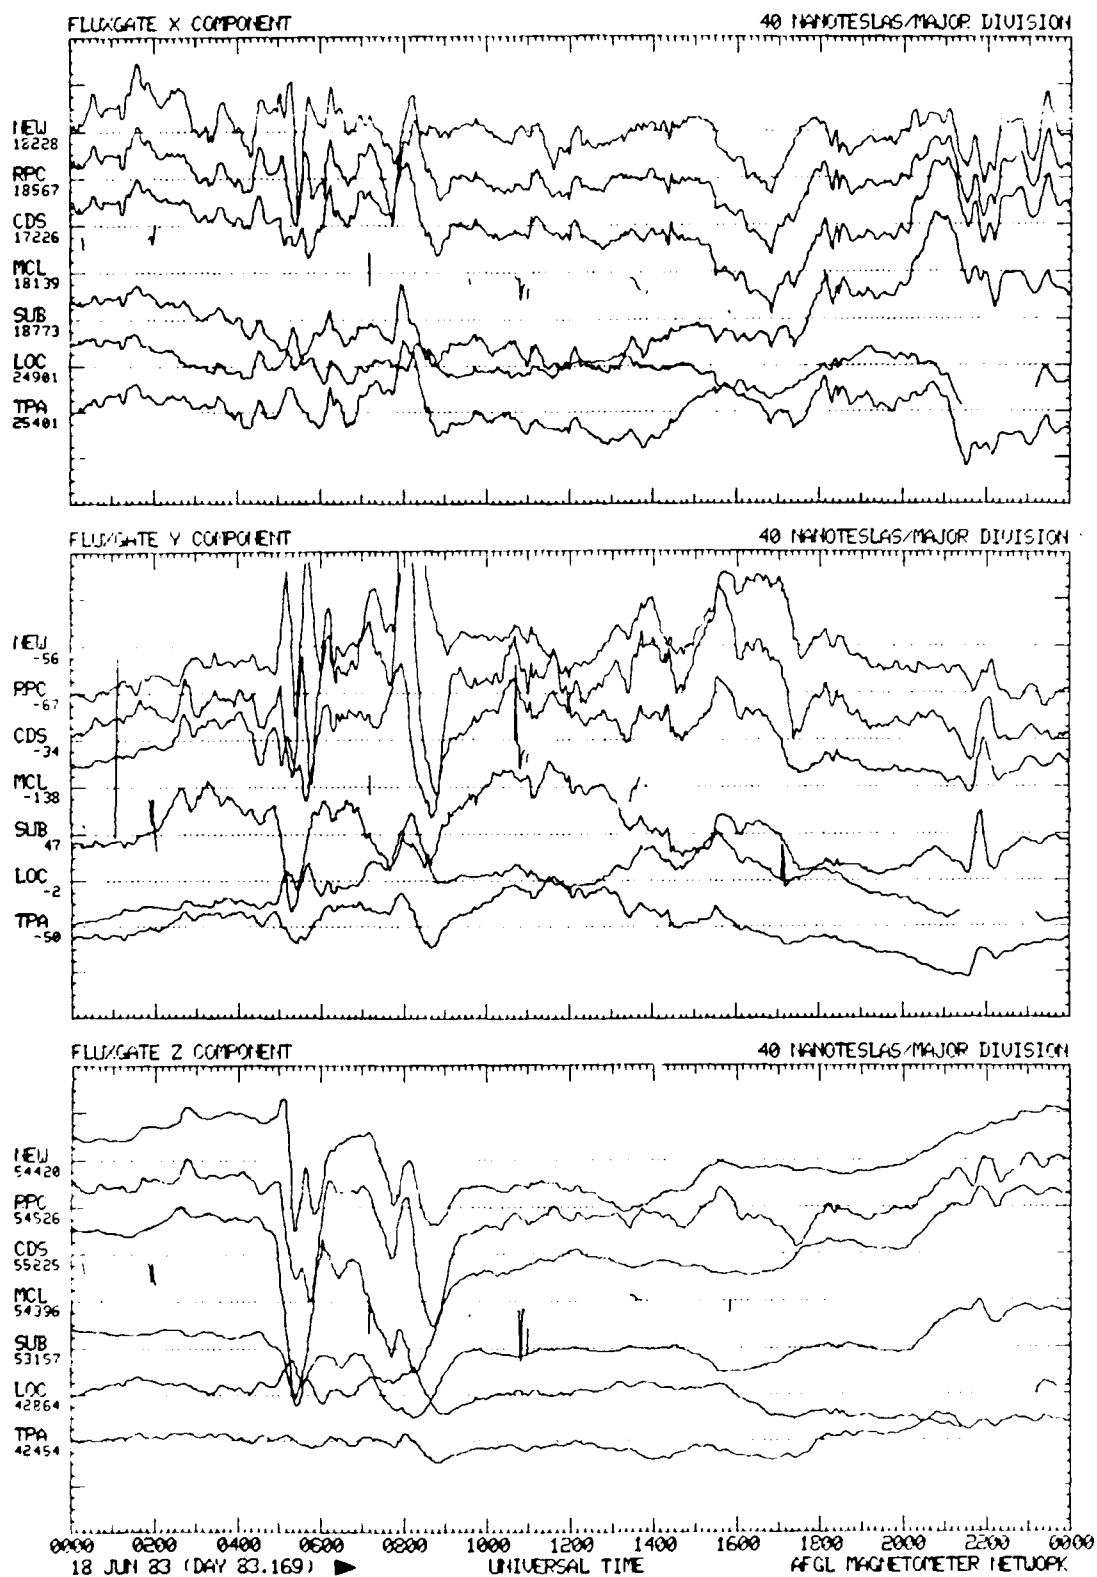 FLUXGATE X COMPONENT 40 NANOTESLAS/MAJOR DIVISION
NEW
18228
RPC
18567
CDS
17226
MCL
18139
SUB
18773
LOC
24901
TPA
25401
FLUXGATE Y COMPONENT 40 NANOTESLAS/MAJOR DIVISION
NEW
-56
RPC
-67
CDS
-34
MCL
-138
SUB
47
LOC
-2
TPA
-50
FLUXGATE Z COMPONENT 40 NANOTESLAS/MAJOR DIVISION
NEW
54420
RPC
54526
CDS
55225
MCL
54396
SUB
53157
LOC
42864
TPA
42454
0000 0200 0400 0600 0800 1000 1200 1400 1600 1800 2000 2200 0000
18 JUN 83 (DAY 83.169) ► UNIVERSAL TIME AFGL MAGNETOMETER NETWORK